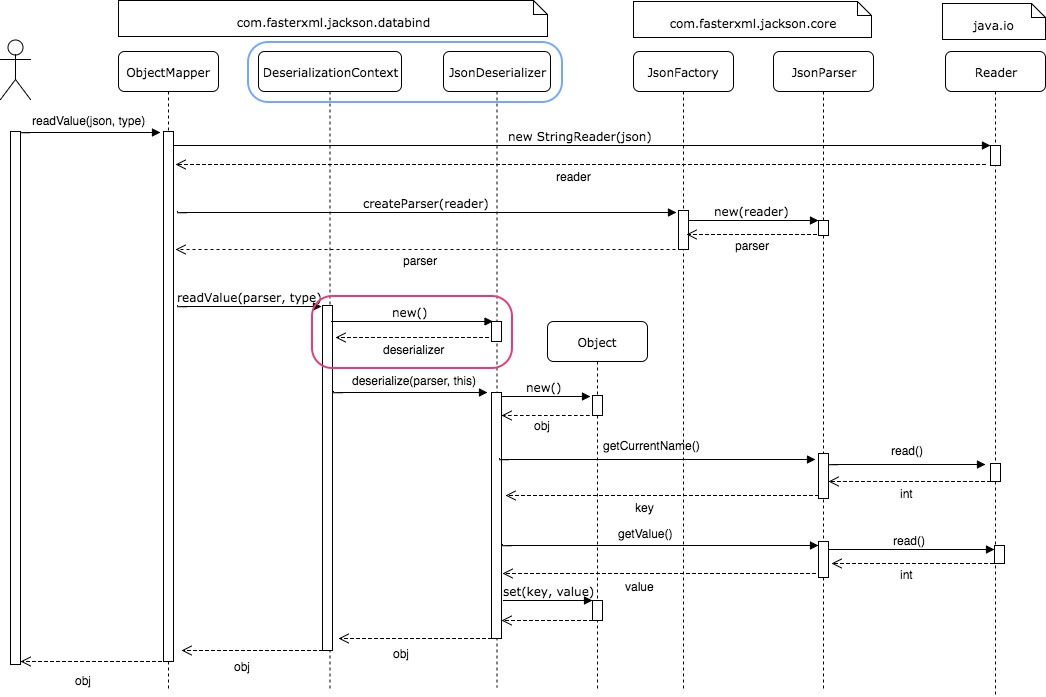 com.fasterxml.jackson.databind
com.fasterxml.jackson.core
java.io
ObjectMapper
DeserializationContext
JsonDeserializer
JsonFactory
JsonParser
Reader
readValue(json, type)
new StringReader(json)
reader
createParser(reader)
new(reader)
parser
parser
readValue(parser, type)
new()
deserializer
Object
deserialize(parser, this)
new()
obj
getCurrentName()
read()
int
key
getValue()
read()
int
value
set(key, value)
obj
obj
obj